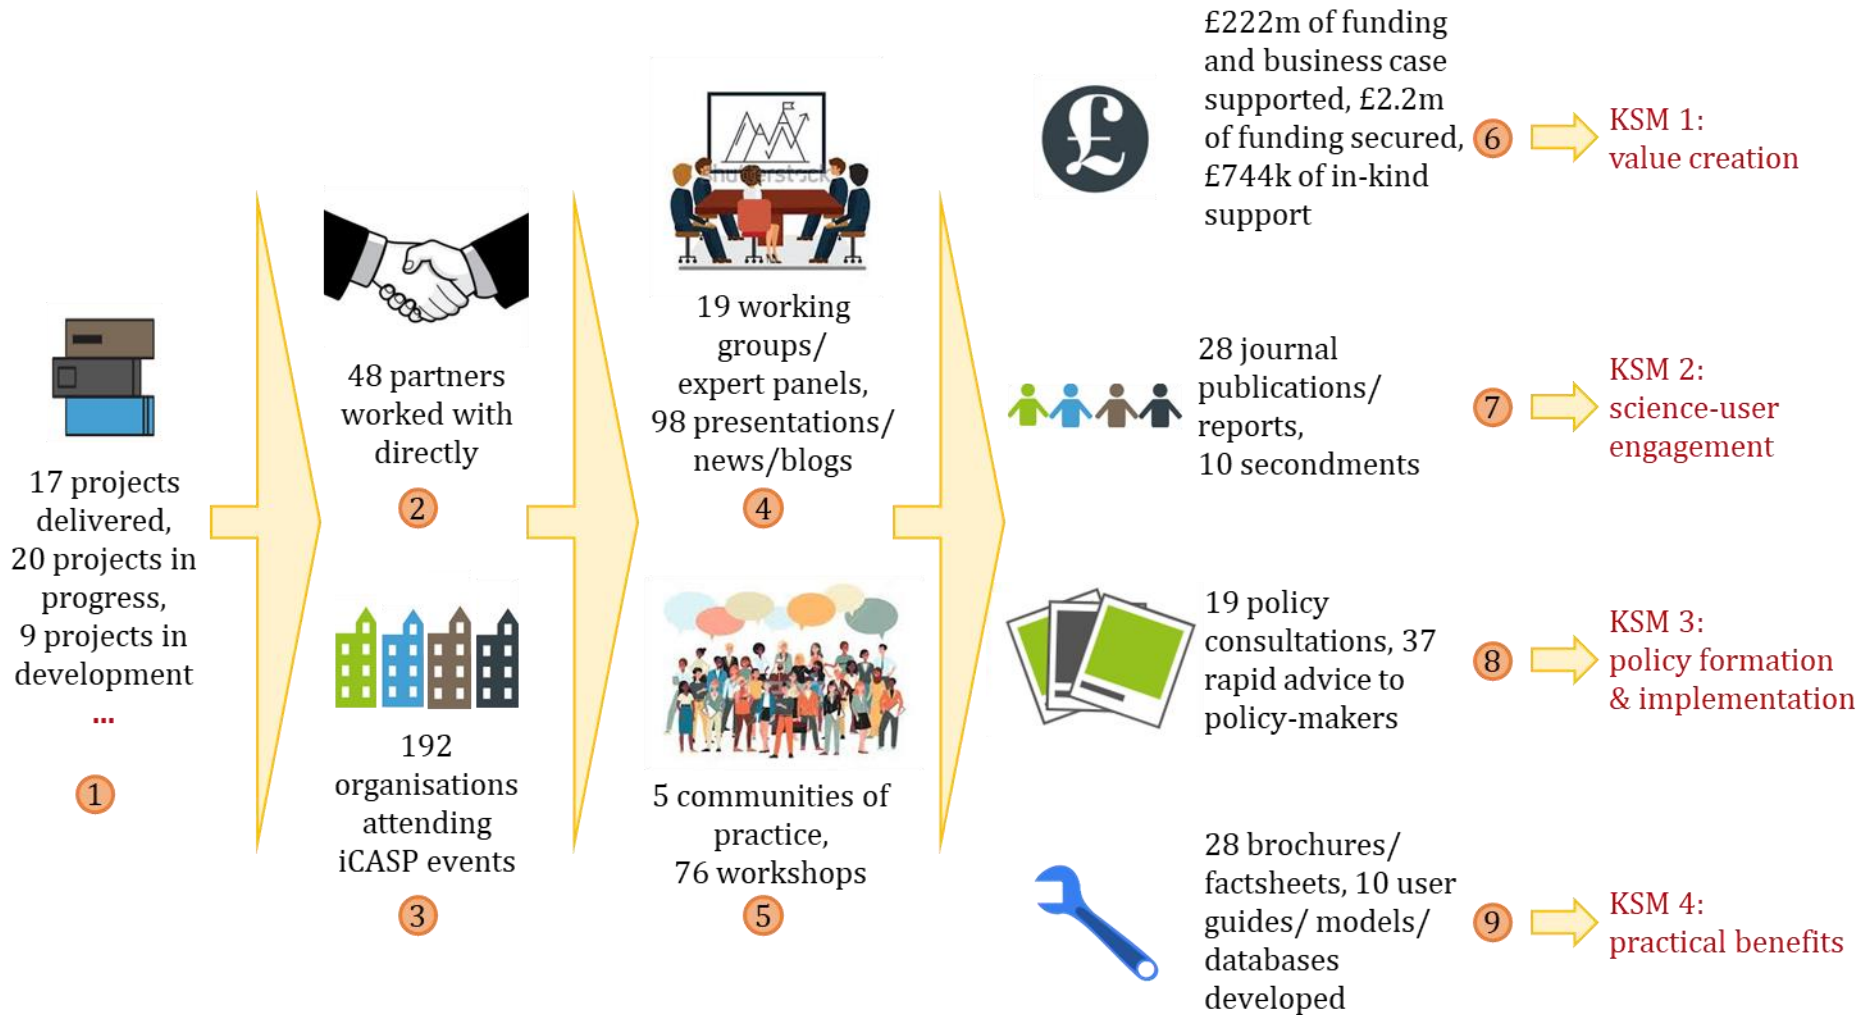 17 projects
delivered,
20 projects in
progress,
9 projects in
development
...
1
48 partners
worked with
directly
2
192
organisations
attending
iCASP events
3
shutterstock
19 working
groups/
expert panels,
98 presentations/
news/blogs
4
5 communities of
practice,
76 workshops
5
£
£222m of funding
and business case
supported, £2.2m
of funding secured,
£744k of in-kind
support
6
KSM 1:
value creation
28 journal
publications/
reports,
10 secondments
7
KSM 2:
science-user
engagement
19 policy
consultations, 37
rapid advice to
policy-makers
8
KSM 3:
policy formation
& implementation
28 brochures/
factsheets, 10 user
guides/ models/
databases
developed
9
KSM 4:
practical benefits